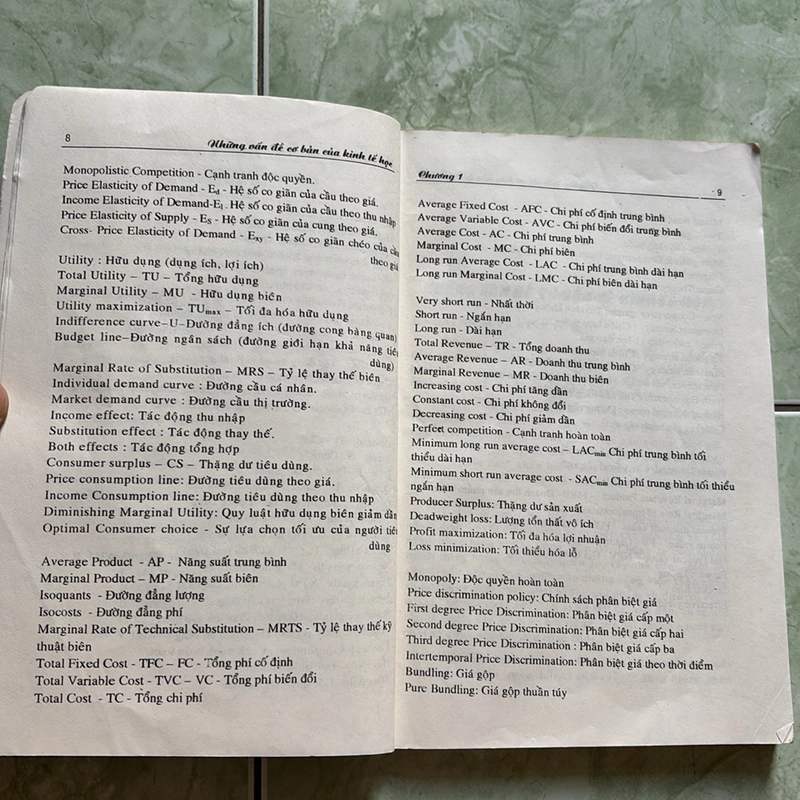 8
Những vấn đề cơ bản của kinh tế học
Monopolistic Competition - Cạnh tranh độc quyền.
Price Elasticity of Demand - Ed - Hệ số co giãn của cầu theo giá.
Income Elasticity of Demand-EI. Hệ số co giãn của cầu theo thu nhập
Price Elasticity of Supply - ES - Hệ số co giãn của cung theo giá.
Cross- Price Elasticity of Demand - Exy - Hệ số co giãn chéo của cầu
theo giá
Utility : Hữu dụng (dụng ích, lợi ích)
Total Utility – TU – Tổng hữu dụng
Marginal Utility – MU - Hữu dụng biên
Utility maximization – TUmax - Tối đa hóa hữu dụng
Indifference curve–U–Đường đẳng ích (đường cong bàng quan)
Budget line–Đường ngân sách (đường giới hạn khả năng tiêu
dùng)
Marginal Rate of Substitution – MRS – Tỷ lệ thay thế biên
Individual demand curve : Đường cầu cá nhân.
Market demand curve : Đường cầu thị trường.
Income effect: Tác động thu nhập
Substitution effect : Tác động thay thế.
Both effects : Tác động tổng hợp
Consumer surplus – CS – Thặng dư tiêu dùng.
Price consumption line: Đường tiêu dùng theo giá.
Income Consumption line: Đường tiêu dùng theo thu nhập
Diminishing Marginal Utility: Quy luật hữu dụng biên giảm dần
Optimal Consumer choice - Sự lựa chọn tối ưu của người tiêu
dùng
Average Product - AP - Năng suất trung bình
Marginal Product – MP - Năng suất biên
Isoquants - Đường đẳng lượng
Isocosts - Đường đẳng phí
Marginal Rate of Technical Substitution – MRTS - Tỷ lệ thay thế kỹ
thuật biên
Total Fixed Cost - TFC – FC - Tổng phí cố định
Total Variable Cost - TVC – VC - Tổng phí biến đổi
Total Cost - TC - Tổng chi phí
Chương 1
9
Average Fixed Cost - AFC - Chi phí cố định trung bình
Average Variable Cost - AVC - Chi phí biến đổi trung bình
Average Cost - AC - Chi phí trung bình
Marginal Cost - MC - Chi phí biên
Long run Average Cost - LAC - Chi phí trung bình dài hạn
Long run Marginal Cost - LMC - Chi phí biên dài hạn
Very short run - Nhất thời
Short run - Ngắn hạn
Long run - Dài hạn
Total Revenue – TR - Tổng doanh thu
Average Revenue – AR - Doanh thu trung bình
Marginal Revenue – MR - Doanh thu biên
Increasing cost - Chi phí tăng dần
Constant cost - Chi phí không đổi
Decreasing cost - Chi phí giảm dần
Perfect competition - Cạnh tranh hoàn toàn
Minimum long run average cost – LACmin Chi phí trung bình tối
thiểu dài hạn
Minimum short run average cost - SACmin Chi phí trung bình tối thiểu
ngắn hạn
Producer Surplus: Thặng dư sản xuất
Deadweight loss: Lượng tổn thất vô ích
Profit maximization: Tối đa hóa lợi nhuận
Loss minimization: Tối thiểu hóa lỗ
Monopoly: Độc quyền hoàn toàn
Price discrimination policy: Chính sách phân biệt giá
First degree Price Discrimination: Phân biệt giá cấp một
Second degree Price Discrimination: Phân biệt giá cấp hai
Third degree Price Discrimination : Phân biệt giá cấp ba
Intertemporal Price Discrimination: Phân biệt giá theo thời điểm
Bundling: Giá gộp
Pure Bundling: Giá gộp thuần túy